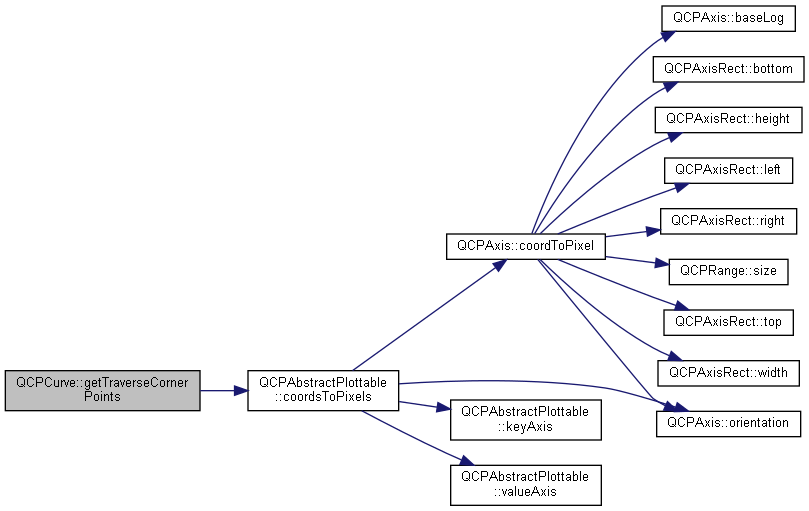 QCPAxis::baseLog
QCPAxisRect::bottom
QCPAxisRect::height
QCPAxisRect::left
QCPAxisRect::right
QCPAxis::coordToPixel
QCPRange::size
QCPAxisRect::top
QCPAxisRect::width
QCPCurve::getTraverseCorner
Points
QCPAbstractPlottable
::coordsToPixels
QCPAbstractPlottable
::keyAxis
QCPAxis::orientation
QCPAbstractPlottable
::valueAxis